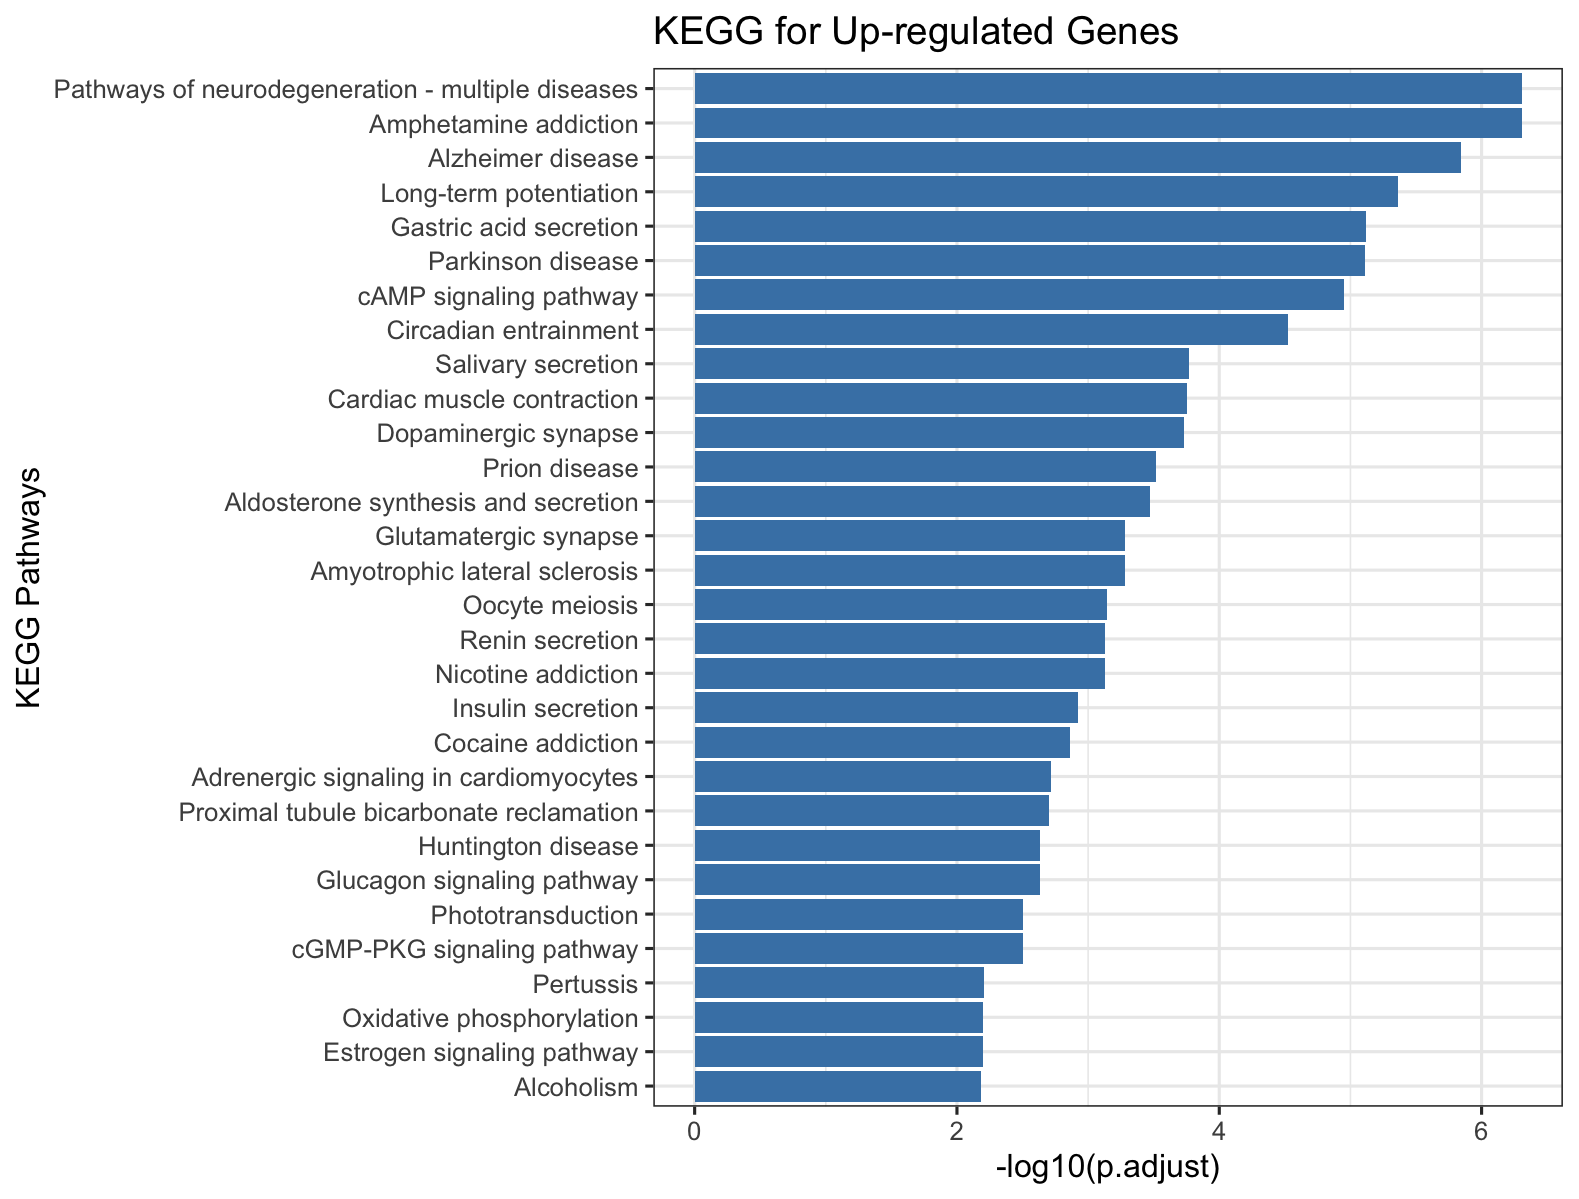 KEGG for Up-regulated Genes
KEGG Pathways
Pathways of neurodegeneration - multiple diseases
Amphetamine addiction
Alzheimer disease
Long-term potentiation
Gastric acid secretion
Parkinson disease
cAMP signaling pathway
Circadian entrainment
Salivary secretion
Cardiac muscle contraction
Dopaminergic synapse
Prion disease
Aldosterone synthesis and secretion
Glutamatergic synapse
Amyotrophic lateral sclerosis
Oocyte meiosis
Renin secretion
Nicotine addiction
Insulin secretion
Cocaine addiction
Adrenergic signaling in cardiomyocytes
Proximal tubule bicarbonate reclamation
Huntington disease
Glucagon signaling pathway
Phototransduction
cGMP-PKG signaling pathway
Pertussis
Oxidative phosphorylation
Estrogen signaling pathway
Alcoholism
0 2 4 6
-log10(p.adjust)